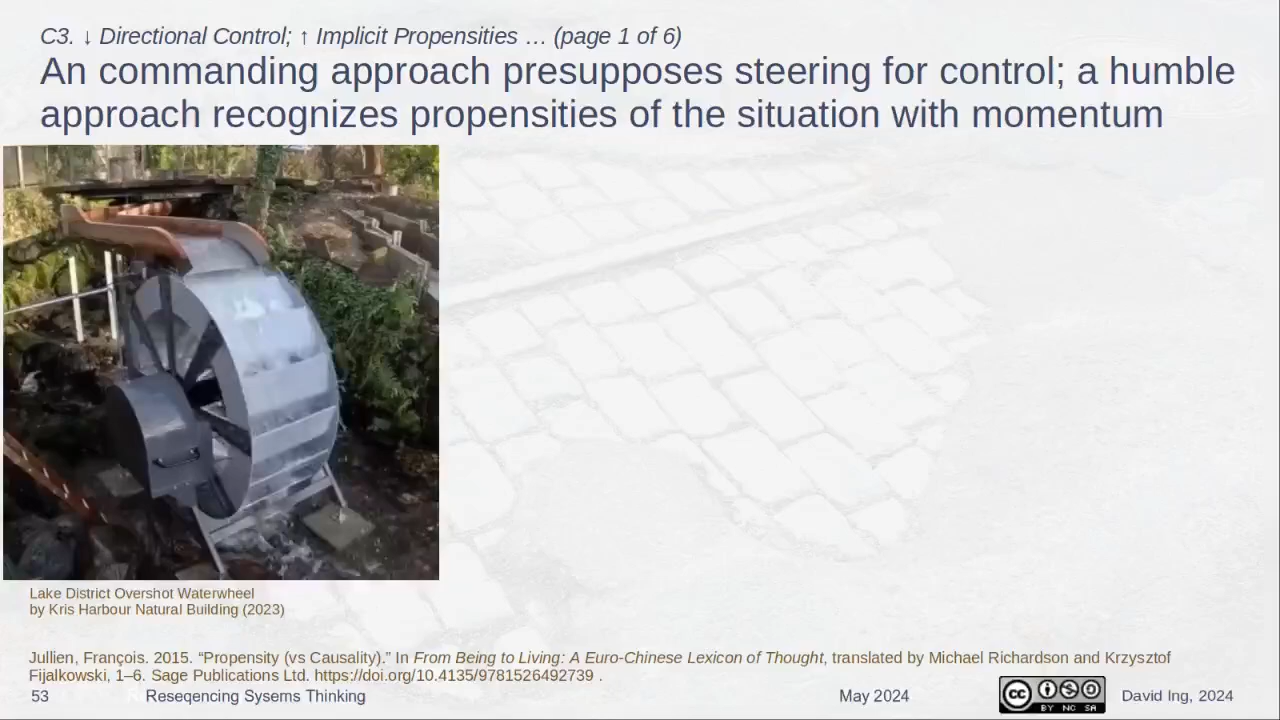 C3. ↓ Directional Control; ↑ Implicit Propensities … (page 1 of 6)
An commanding approach presupposes steering for control; a humble
approach recognizes propensities of the situation with momentum
Lake District Overshot Waterwheel
by Kris Harbour Natural Building (2023)
Jullien, François. 2015. “Propensity (vs Causality).” In From Being to Living: A Euro-Chinese Lexicon of Thought, translated by Michael Richardson and Krzysztof
Fijalkowski, 1–6. Sage Publications Ltd. https://doi.org/10.4135/9781526492739 .
53 Reseqencing Sysems Thinking May 2024 cc BY NC SA David Ing, 2024